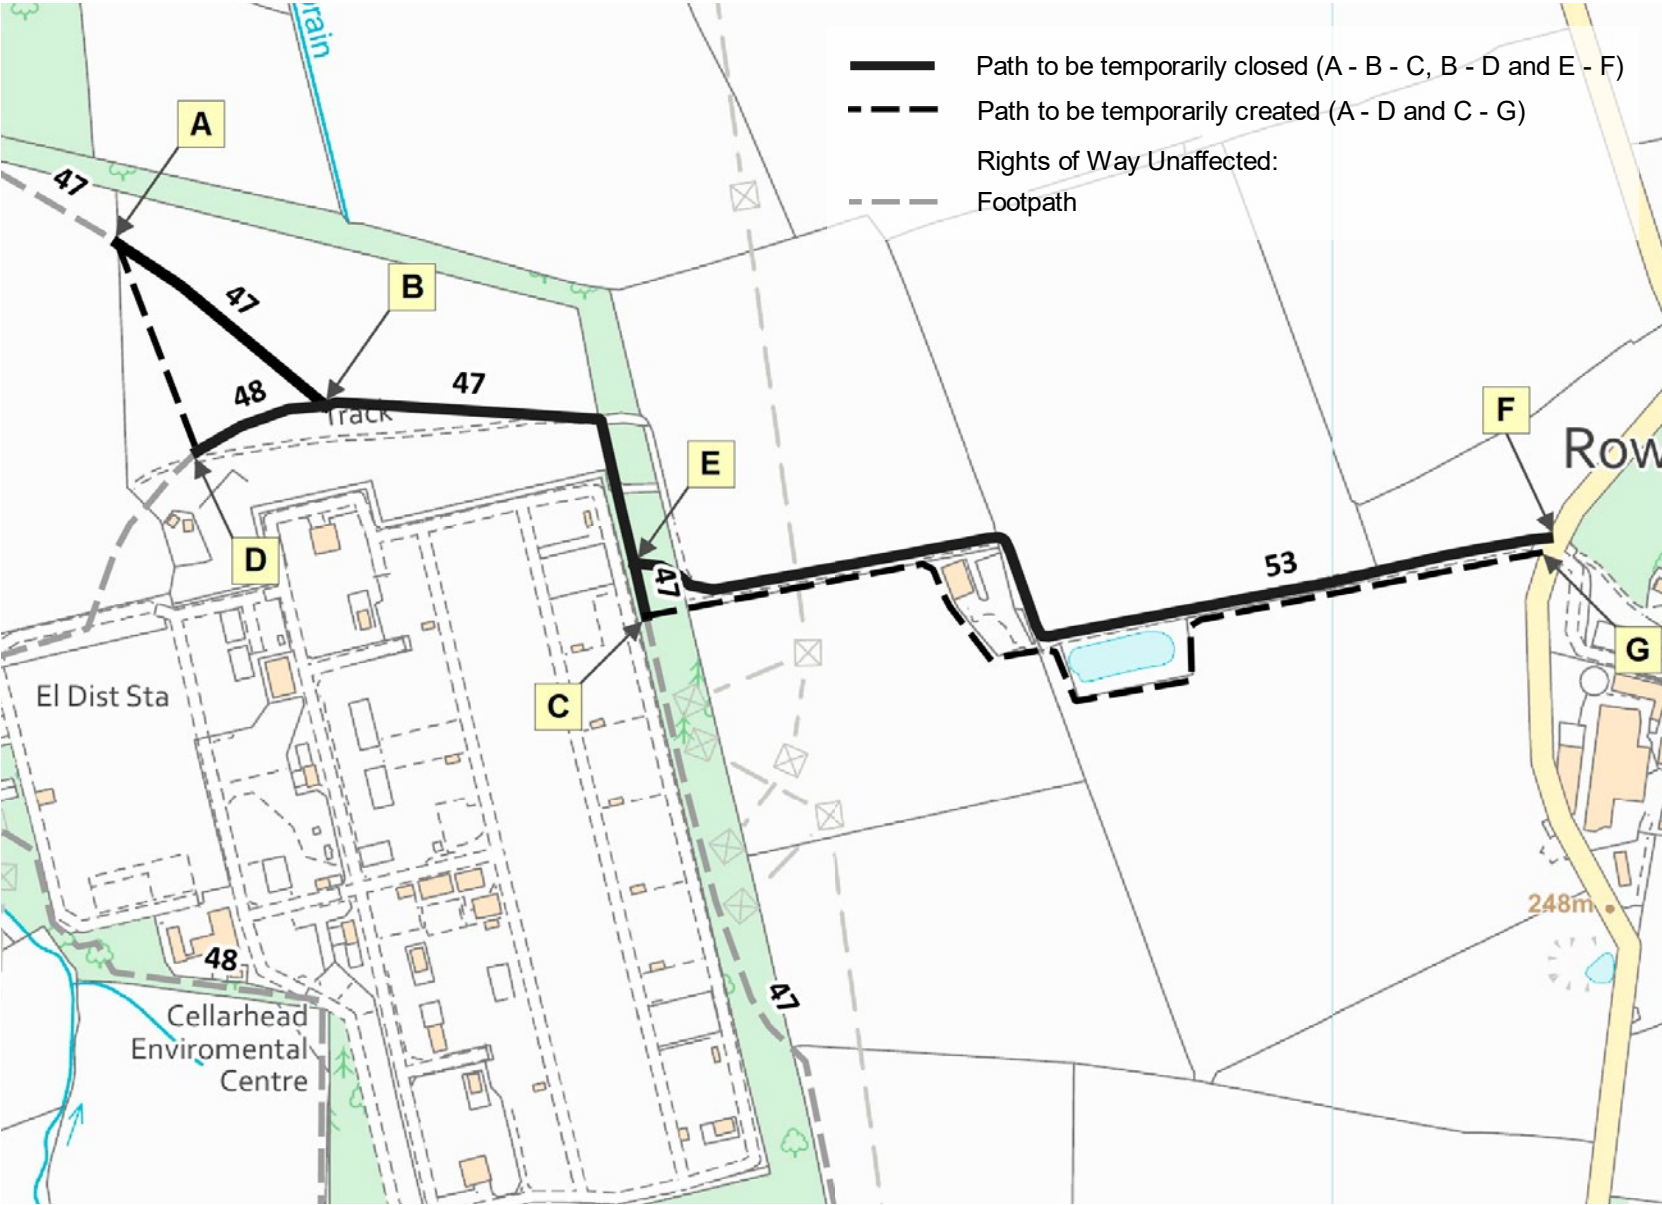 rain
Path to be temporarily closed (A - B - C, B - D and E - F)
Path to be temporarily created (A - D and C - G)
Rights of Way Unaffected:
Footpath
A
47
B
47
48
47
Track
E
F
Row
D
53
47
C
G
El Dist Sta
248m
48
47
Cellarhead
Enviromental
Centre